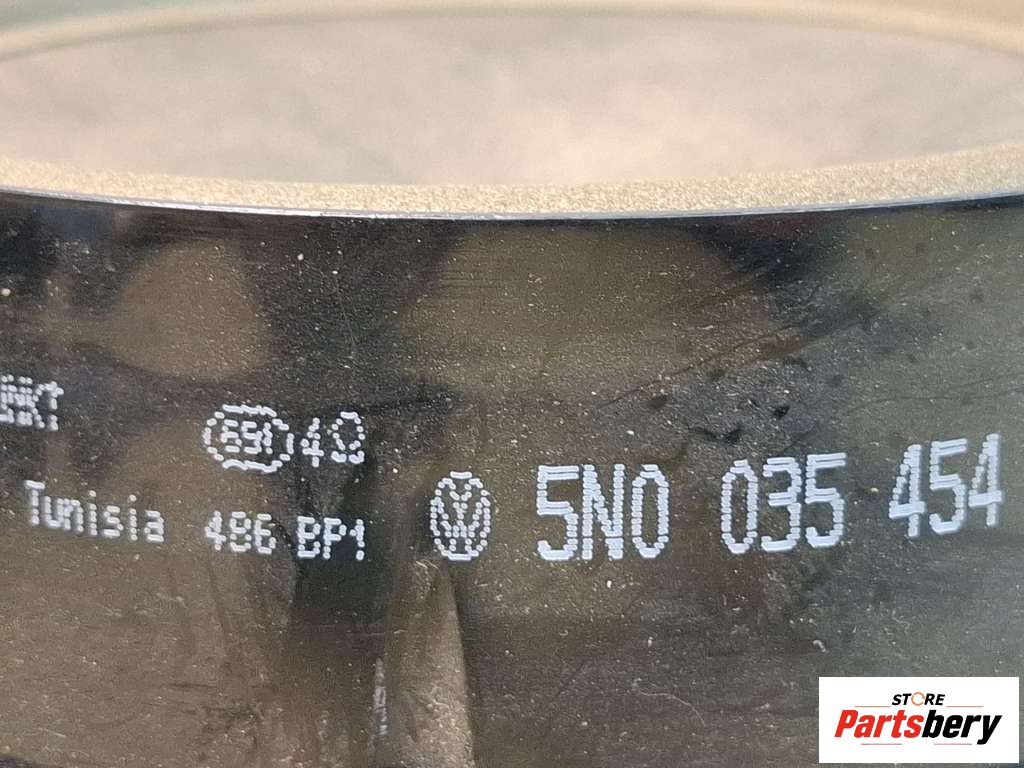 Tunisia 486 BP1
5N0 035 454
STORE
Partsbery